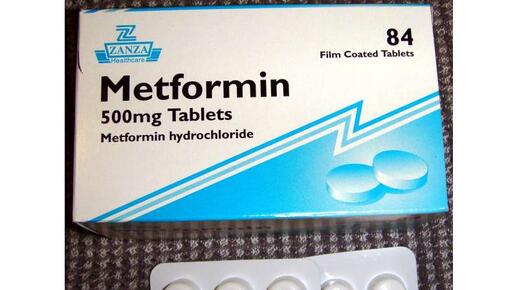 Z
ZANZA
Healthcare
84
Film Coated Tablets
Metformin
500mg Tablets
Metformin hydrochloride